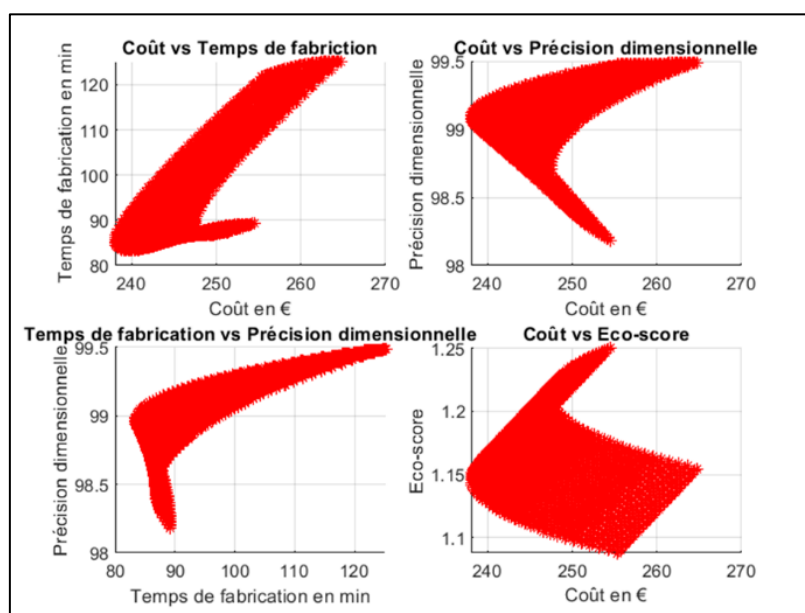 Coût vs Temps de fabriction
Temps de fabrication en min
120
100
80
240
250
260
270
Coût en €
Coût vs Précision dimensionnelle
Précision dimensionnelle
99.5
99
98.5
98
240
250
260
270
Coût en €
Temps de fabrication vs Précision dimensionnelle
Précision dimensionnelle
99.5
99
98.5
98
80
90
100
110
120
Temps de fabrication en min
Coût vs Eco-score
Eco-score
1.25
1.2
1.15
1.1
240
250
260
270
Coût en €
110
90